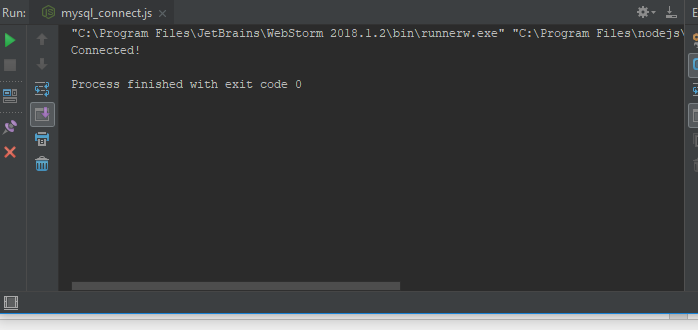 Run: mysql_connect.js
"C:\Program Files\JetBrains\WebStorm 2018.1.2\bin\runnerw.exe" "C:\Program Files\nodejs\
Connected!
Process finished with exit code 0